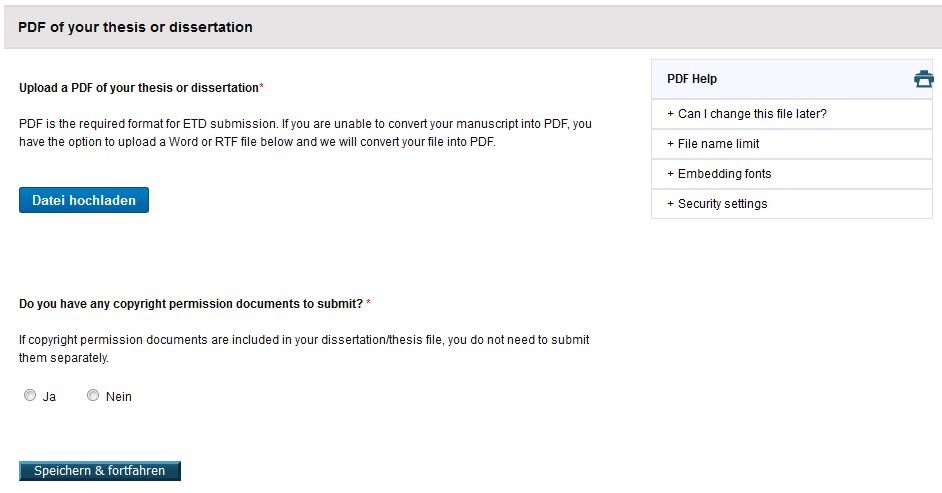 PDF of your thesis or dissertation
Upload a PDF of your thesis or dissertation*
PDF is the required format for ETD submission. If you are unable to convert your manuscript into PDF, you
have the option to upload a Word or RTF file below and we will convert your file into PDF.
Datei hochladen
PDF Help
+ Can I change this file later?
+ File name limit
+ Embedding fonts
+ Security settings
Do you have any copyright permission documents to submit? *
If copyright permission documents are included in your dissertation/thesis file, you do not need to submit
them separately.
Ja Nein
Speichern & fortfahren